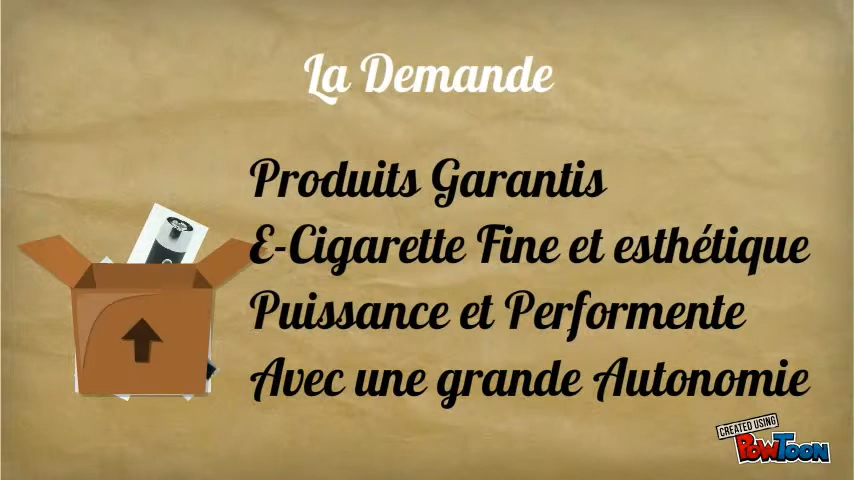 La Demande
Produits Garantis
E-Cigarette Fine et esthétique
Puissance et Performente
Avec une grande Autonomie
CREATED USING
PowToon